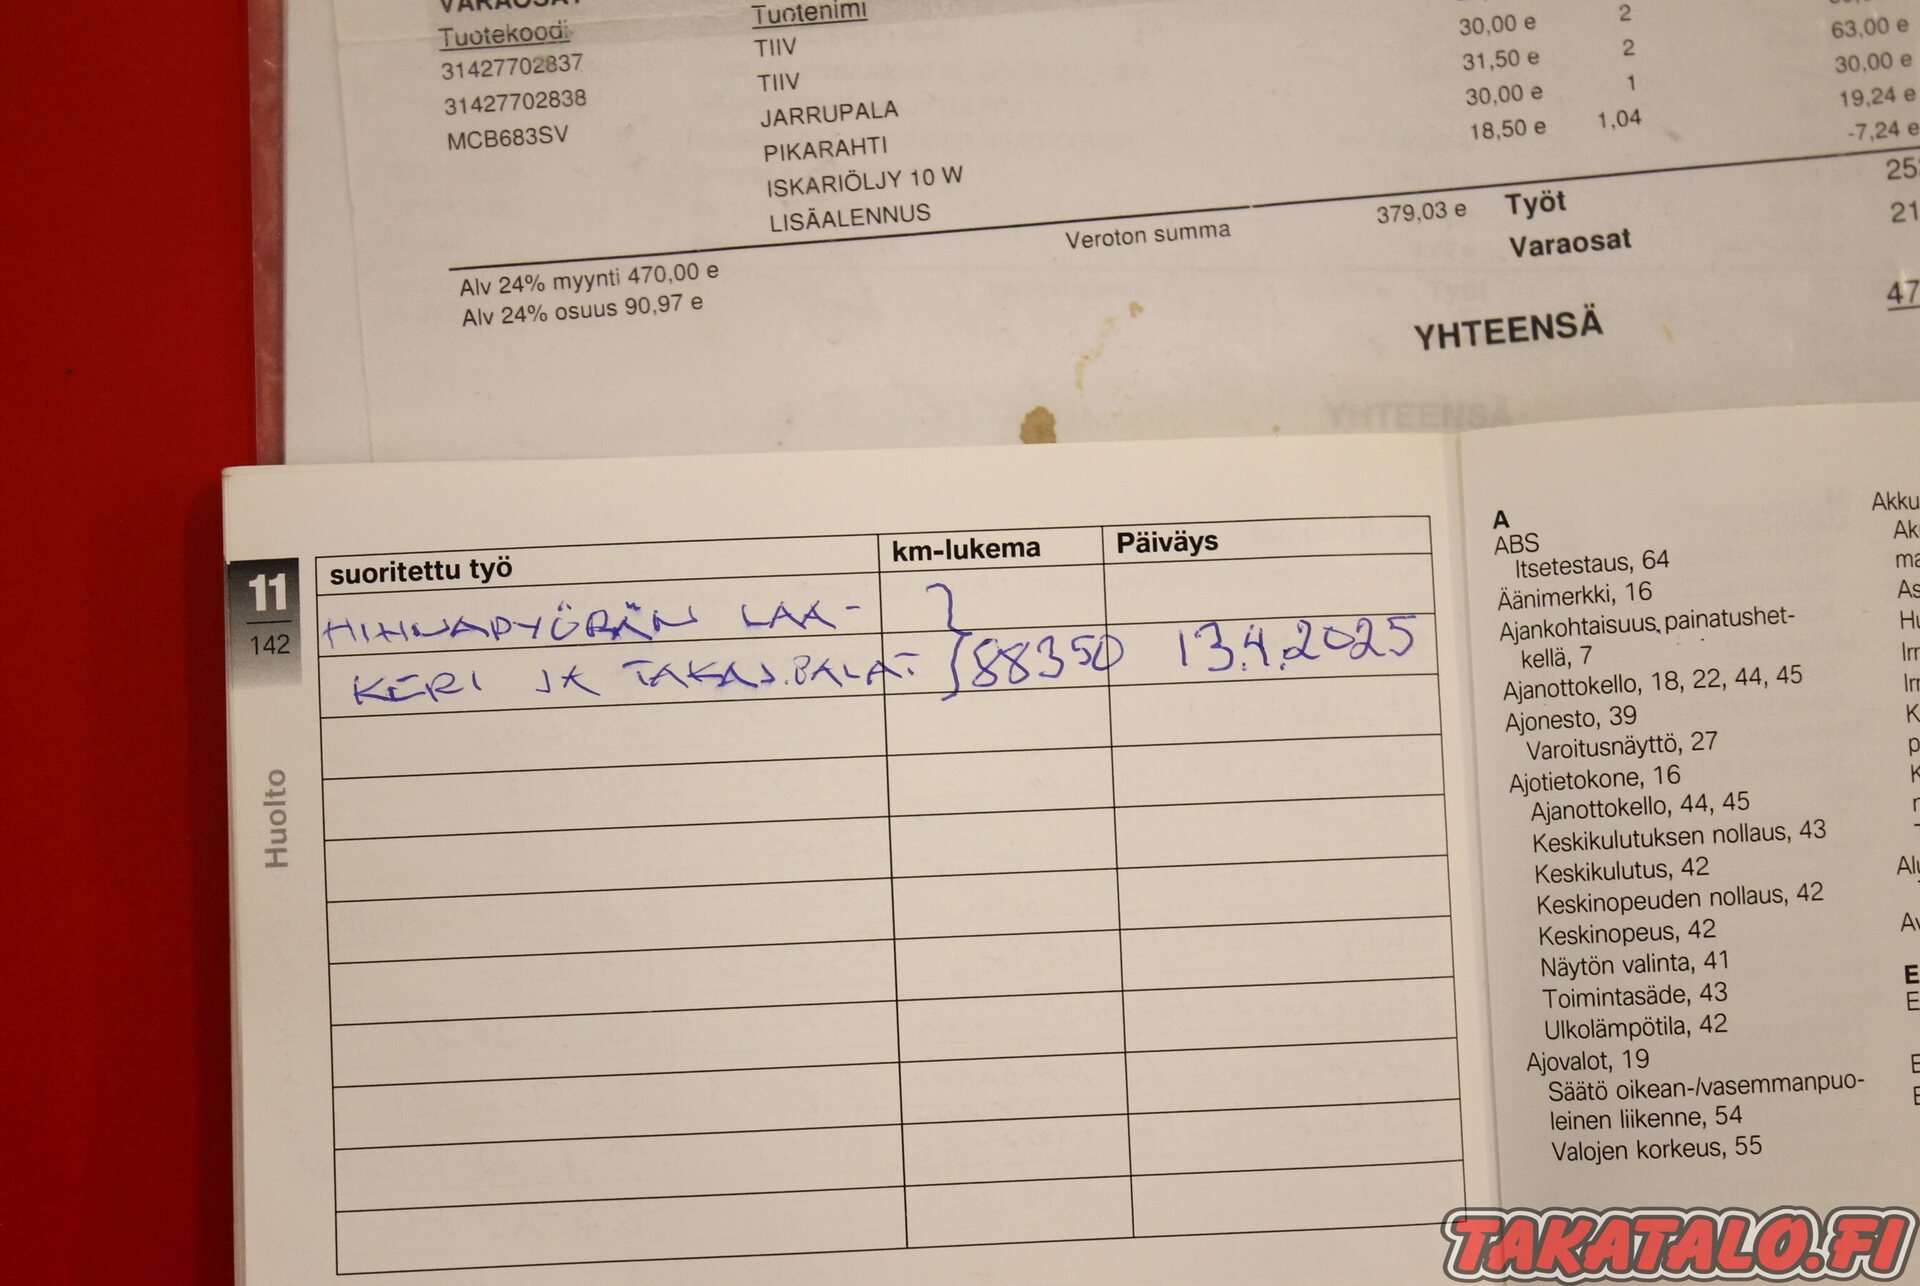 VARAOSAT
Tuotekoodi Tuotenimi
31427702837 TIIV 30,00 e 2
31427702838 TIIV 31,50 e 2 63,00 e
MCB683SV JARRUPALA 30,00 e 1 30,00 e
PIKARAHTI 18,50 e 1,04 19,24 e
ISKARIÖLJY 10 W -7,24 e
LISÄALENNUS
Veroton summa 379,03 e Työt
Varaosat
Alv 24% myynti 470,00 e
Alv 24% osuus 90,97 e
YHTEENSÄ
11
142
Huolto
suoritettu työ km-lukema Päiväys
HIHNAPYÖRÄN LAA-
KERI JA TAKAJ.PALAT 88350 13.4.2025
A
ABS
Itsetestaus, 64
Äänimerkki, 16
Ajankohtaisuus painatushet-
kellä, 7
Ajanottokello, 18, 22, 44, 45
Ajonesto, 39
Varoitusnäyttö, 27
Ajotietokone, 16
Ajanottokello, 44, 45
Keskikulutuksen nollaus, 43
Keskikulutus, 42
Keskinopeuden nollaus, 42
Keskinopeus, 42
Näytön valinta, 41
Toimintasäde, 43
Ulkolämpötila, 42
Ajovalot, 19
Säätö oikean-/vasemmanpuo-
leinen liikenne, 54
Valojen korkeus, 55
TAKATALO.FI